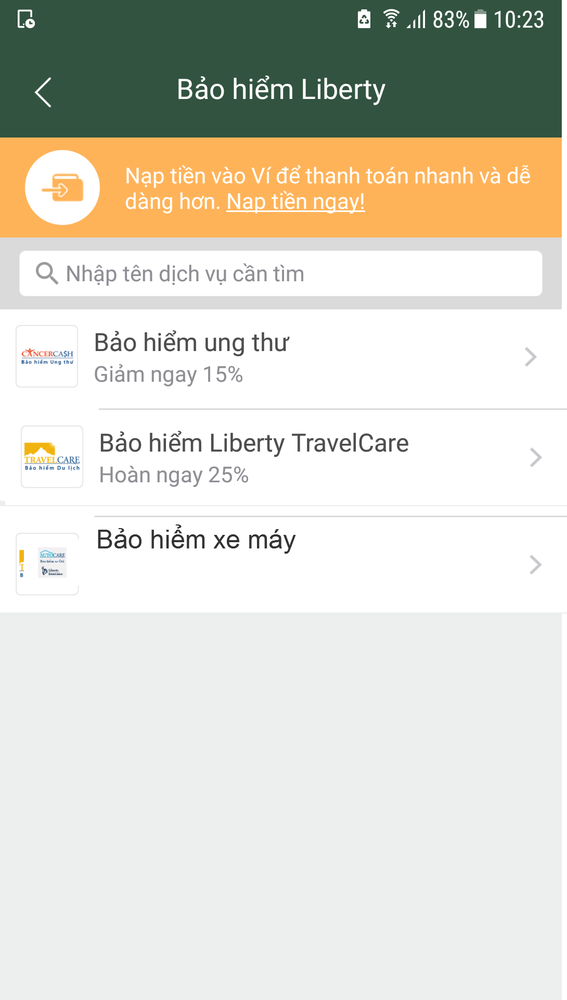 83% 10:23
Bảo hiểm Liberty
Nạp tiền vào Ví để thanh toán nhanh và dễ
dàng hơn. Nạp tiền ngay!
Nhập tên dịch vụ cần tìm
CANCERCA$H
Bảo hiểm Ung thư
Bảo hiểm ung thư
Giảm ngay 15%
TRAVELCARE
Bảo hiểm Du lịch
Bảo hiểm Liberty TravelCare
Hoàn ngay 25%
T
B
AUTOCARE
Bảo hiểm xe Ôtô
Liberty
Insurance
Bảo hiểm xe máy